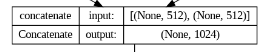 concatenate input: [(None, 512), (None, 512)]
Concatenate output: (None, 1024)